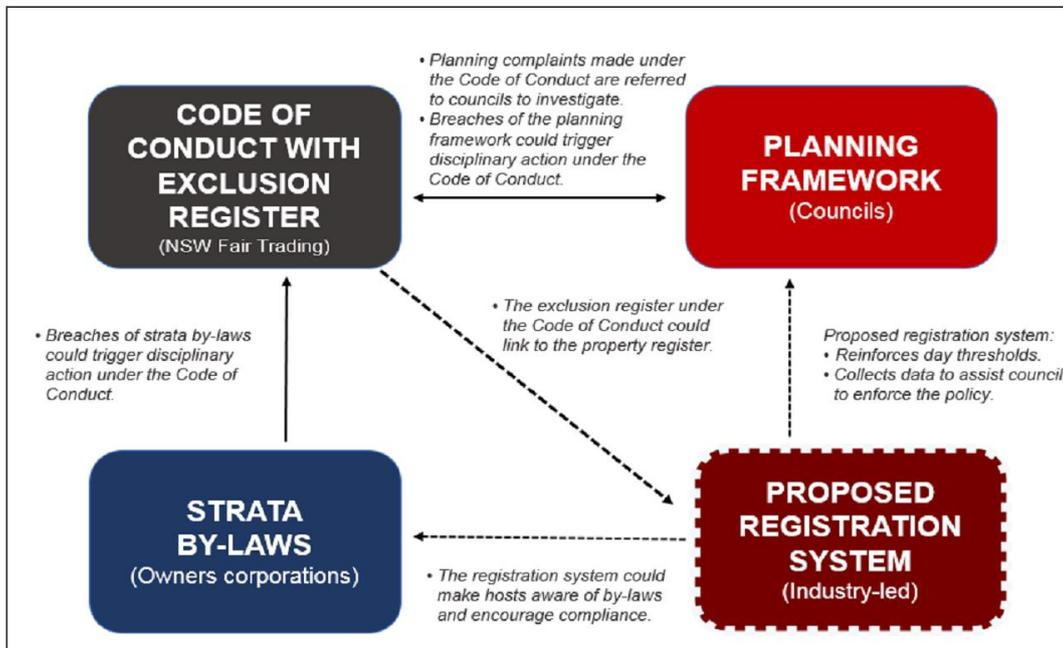 • Planning complaints made under
the Code of Conduct are referred
to councils to investigate.
• Breaches of the planning
framework could trigger
disciplinary action under the
Code of Conduct.
CODE OF
CONDUCT WITH
EXCLUSION
REGISTER
(NSW Fair Trading)
PLANNING
FRAMEWORK
(Councils)
• The exclusion register under
the Code of Conduct could
link to the property register.
• Breaches of strata by-laws
could trigger disciplinary
action under the Code of
Conduct.
Proposed registration system:
• Reinforces day thresholds.
• Collects data to assist council
to enforce the policy.
STRATA
BY-LAWS
(Owners corporations)
PROPOSED
REGISTRATION
SYSTEM
(Industry-led)
• The registration system could
make hosts aware of by-laws
and encourage compliance.